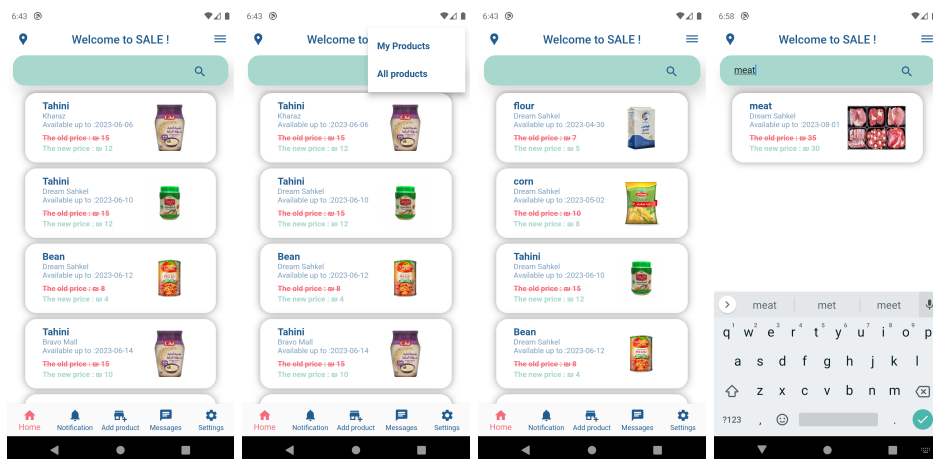 6:43
Welcome to SALE !
Tahini
Kharaz
Available up to :2023-06-06
The old price : ₪ 15
The new price : ₪ 12
Tahini
Dream Sahkel
Available up to :2023-06-10
The old price : ₪ 15
The new price : ₪ 12
Bean
Dream Sahkel
Available up to :2023-06-12
The old price : ₪ 8
The new price : ₪ 4
Tahini
Bravo Mall
Available up to :2023-06-14
The old price : ₪ 15
The new price : ₪ 10
Home Notification Add product Messages Settings
6:43
Welcome to
My Products
All products
Tahini
Kharaz
Available up to :2023-06-06
The old price : ₪ 15
The new price : ₪ 12
Tahini
Dream Sahkel
Available up to :2023-06-10
The old price : ₪ 15
The new price : ₪ 12
Bean
Dream Sahkel
Available up to :2023-06-12
The old price : ₪ 8
The new price : ₪ 4
Tahini
Bravo Mall
Available up to :2023-06-14
The old price : ₪ 15
The new price : ₪ 10
Home Notification Add product Messages Settings
6:43
Welcome to SALE !
flour
Dream Sahkel
Available up to :2023-04-30
The old price : ₪ 7
The new price : ₪ 5
corn
Dream Sahkel
Available up to :2023-05-02
The old price : ₪ 10
The new price : ₪ 8
Tahini
Dream Sahkel
Available up to :2023-06-10
The old price : ₪ 15
The new price : ₪ 12
Bean
Dream Sahkel
Available up to :2023-06-12
The old price : ₪ 8
The new price : ₪ 4
Home Notification Add product Messages Settings
6:58
Welcome to SALE !
meat
meat
Dream Sahkel
Available up to :2023-08-01
The old price : ₪ 35
The new price : ₪ 30
meat met meet
q1 w2 e3 r4 t5 y6 u7 i8 o9 p
a s d f g h j k l
z x c v b n m
?123 , .